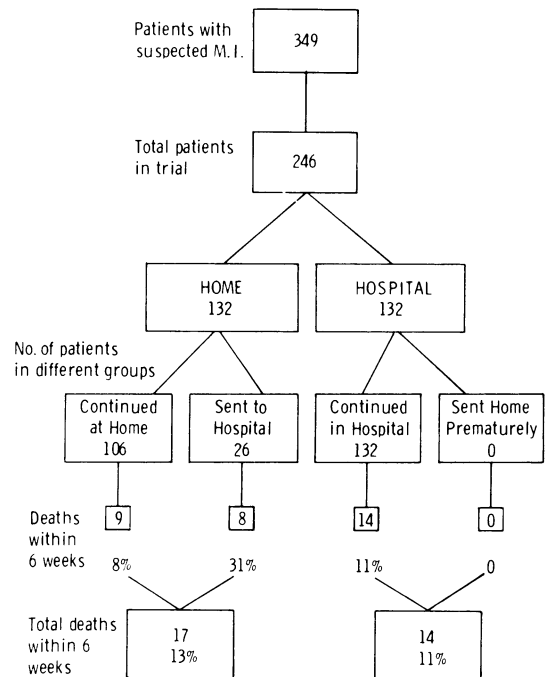 Patients with
suspected M.I.
349
Total patients
in trial
246
HOME
132
HOSPITAL
132
No. of patients
in different groups
Continued
at Home
106
Sent to
Hospital
26
Continued
in Hospital
132
Sent Home
Prematurely
0
Deaths
within
6 weeks
9
8
14
0
8%
31%
11%
0
Total deaths
within 6
weeks
17
13%
14
11%